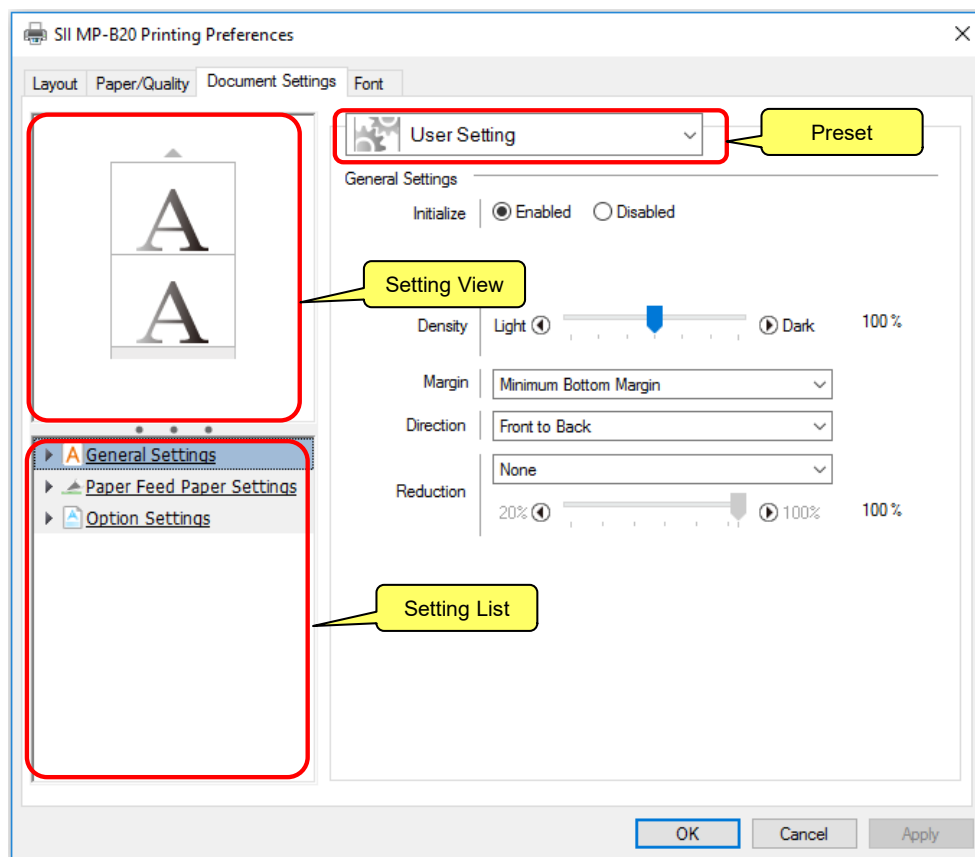 SII MP-B20 Printing Preferences
Layout Paper/Quality Document Settings Font
User Setting
Preset
General Settings
Initialize Enabled Disabled
A
A
Setting View
Density Light Dark 100 %
Margin Minimum Bottom Margin
Direction Front to Back
Reduction None
20% 100% 100 %
A General Settings
Paper Feed Paper Settings
A Option Settings
Setting List
OK Cancel Apply